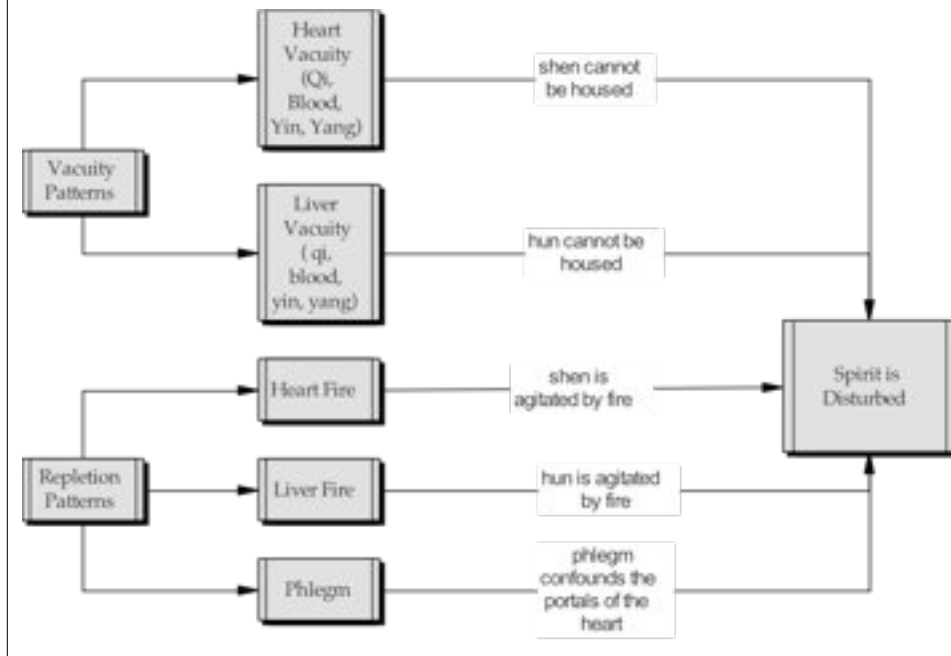 Heart
Vacuity
(Qi,
Blood,
Yin, Yang)
shen cannot
be housed
Vacuity
Patterns
Liver
Vacuity
( qi,
blood,
yin, yang)
hun cannot be
housed
Heart Fire
shen is
agitated by fire
Spirit is
Disturbed
Repletion
Patterns
Liver Fire
hun is agitated
by fire
Phlegm
phlegm
confounds the
portals of the
heart